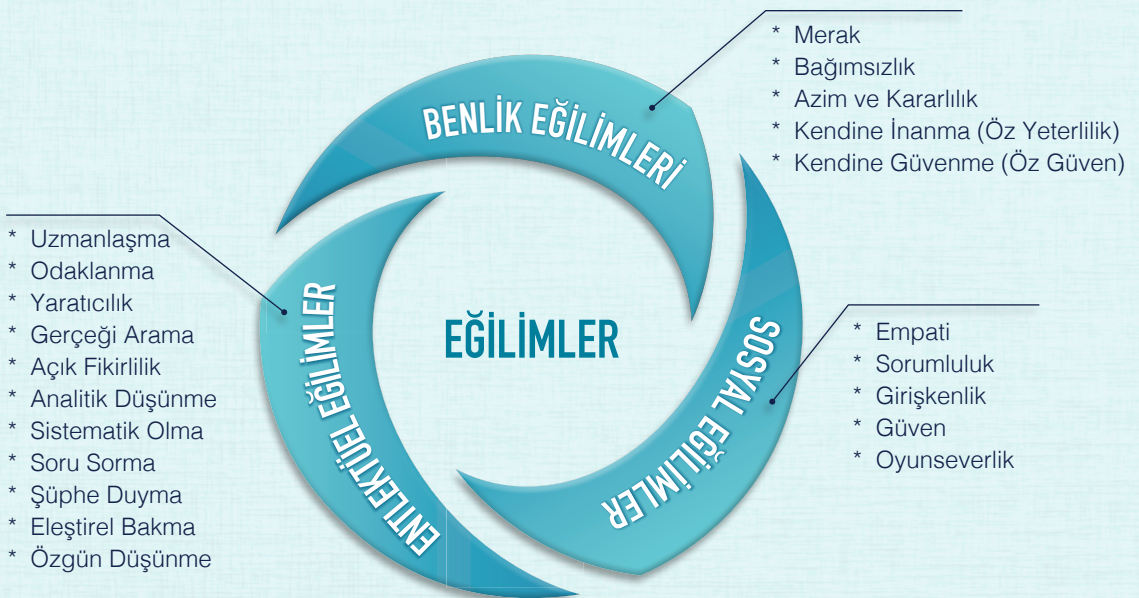 BENLİK EĞİLİMLERİ
* Merak
* Bağımsızlık
* Azim ve Kararlılık
* Kendine İnanma (Öz Yeterlilik)
* Kendine Güvenme (Öz Güven)
EĞİLİMLER
ENTLEKTÜEL EĞİLİMLER
* Uzmanlaşma
* Odaklanma
* Yaratıcılık
* Gerçeği Arama
* Açık Fikirlilik
* Analitik Düşünme
* Sistematik Olma
* Soru Sorma
* Şüphe Duyma
* Eleştirel Bakma
* Özgün Düşünme
SOSYAL EĞİLİMLER
* Empati
* Sorumluluk
* Girişkenlik
* Güven
* Oyunseverlik